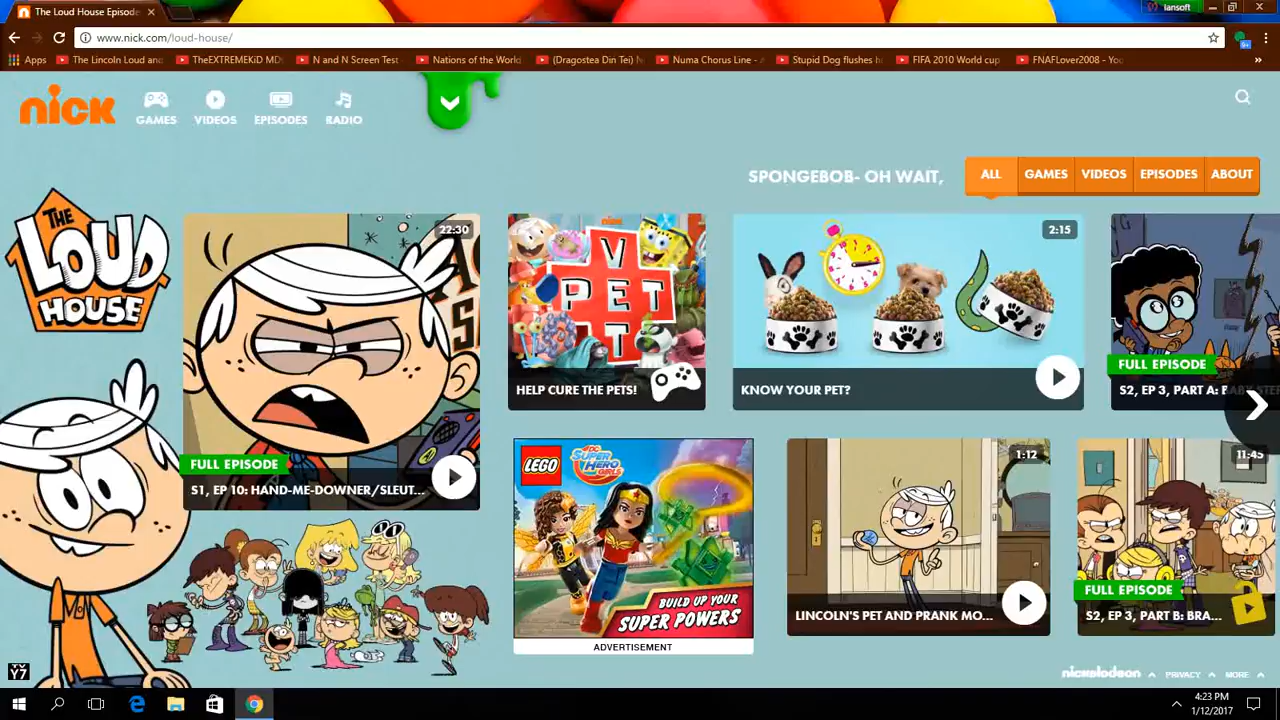 The Loud House Episode
Iansoft
www.nick.com/loud-house/
Apps
The Lincoln Loud and
TheEXTREMEKiD MD
N and N Screen Test
Nations of the World
(Dragostea Din Tei) N
Numa Chorus Line -
Stupid Dog flushes h
FIFA 2010 World cup
FNAFLover2008 - Yo
»
nick
GAMES
VIDEOS
EPISODES
RADIO
SPONGEBOB- OH WAIT,
ALL
GAMES
VIDEOS
EPISODES
ABOUT
THE
LOUD
HOUSE
22:30
FULL EPISODE
S1, EP 10: HAND-ME-DOWNER/SLEUT...
nick
VET
PET
HELP CURE THE PETS!
2:15
KNOW YOUR PET?
FULL EPISODE
S2, EP 3, PART A: BABY STEP
LEGO
DC
SUPER
HERO
GIRLS
BUILD UP YOUR
SUPER POWERS
ADVERTISEMENT
1:12
LINCOLN'S PET AND PRANK MO...
11:45
FULL EPISODE
S2, EP 3, PART B: BRA...
Y7
nickelodeon
PRIVACY
MORE
4:23 PM
1/12/2017